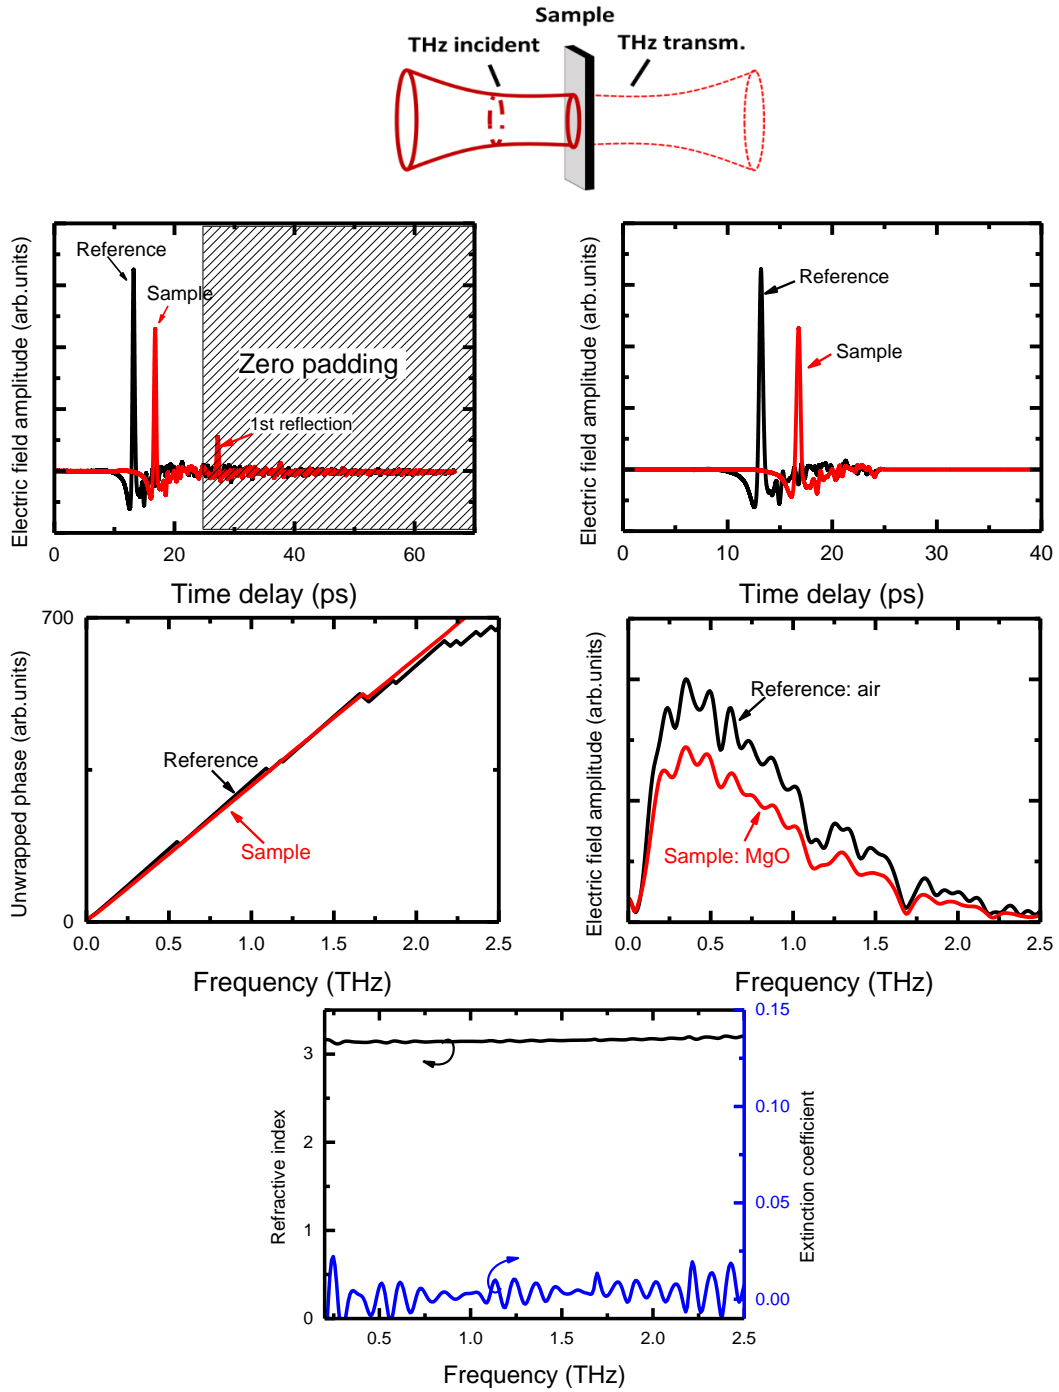 Sample
THz incident
THz transm.
Electric field amplitude (arb.units)
Reference
Sample
Zero padding
1st reflection
0
20
40
60
Time delay (ps)
Electric field amplitude (arb.units)
Reference
Sample
0
10
20
30
40
Time delay (ps)
Unwrapped phase (arb.units)
700
0
Reference
Sample
0.0
0.5
1.0
1.5
2.0
2.5
Frequency (THz)
Electric field amplitude (arb.units)
Reference: air
Sample: MgO
0.0
0.5
1.0
1.5
2.0
2.5
Frequency (THz)
Refractive index
3
2
1
0
0.15
0.10
0.05
0.00
Extinction coefficient
0.5
1.0
1.5
2.0
2.5
Frequency (THz)